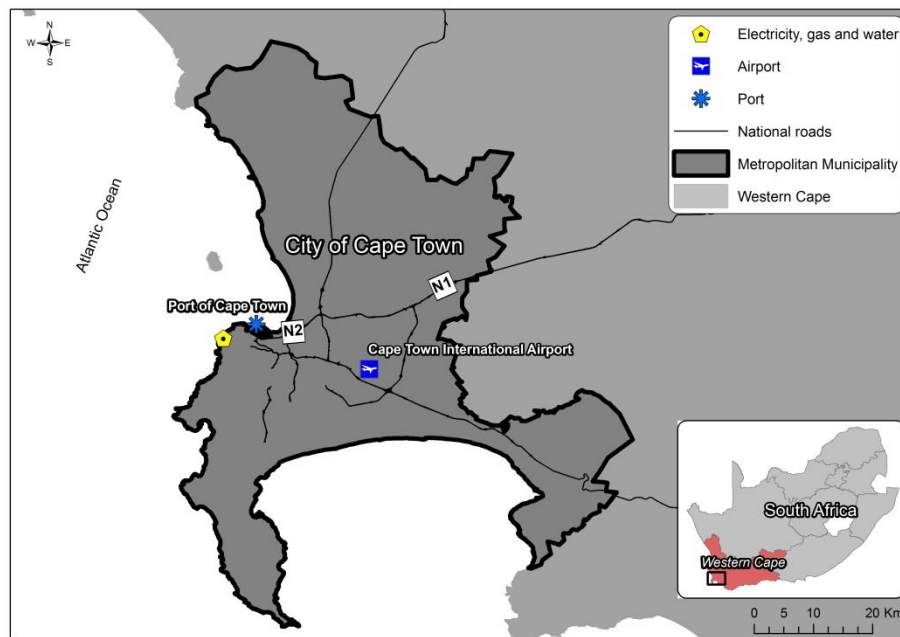 N
W E
S
Electricity, gas and water
Airport
Port
National roads
Metropolitan Municipality
Western Cape
Atlantic Ocean
City of Cape Town
N1
Port of Cape Town
N2
Cape Town International Airport
South Africa
Western Cape
0 5 10 20 Km